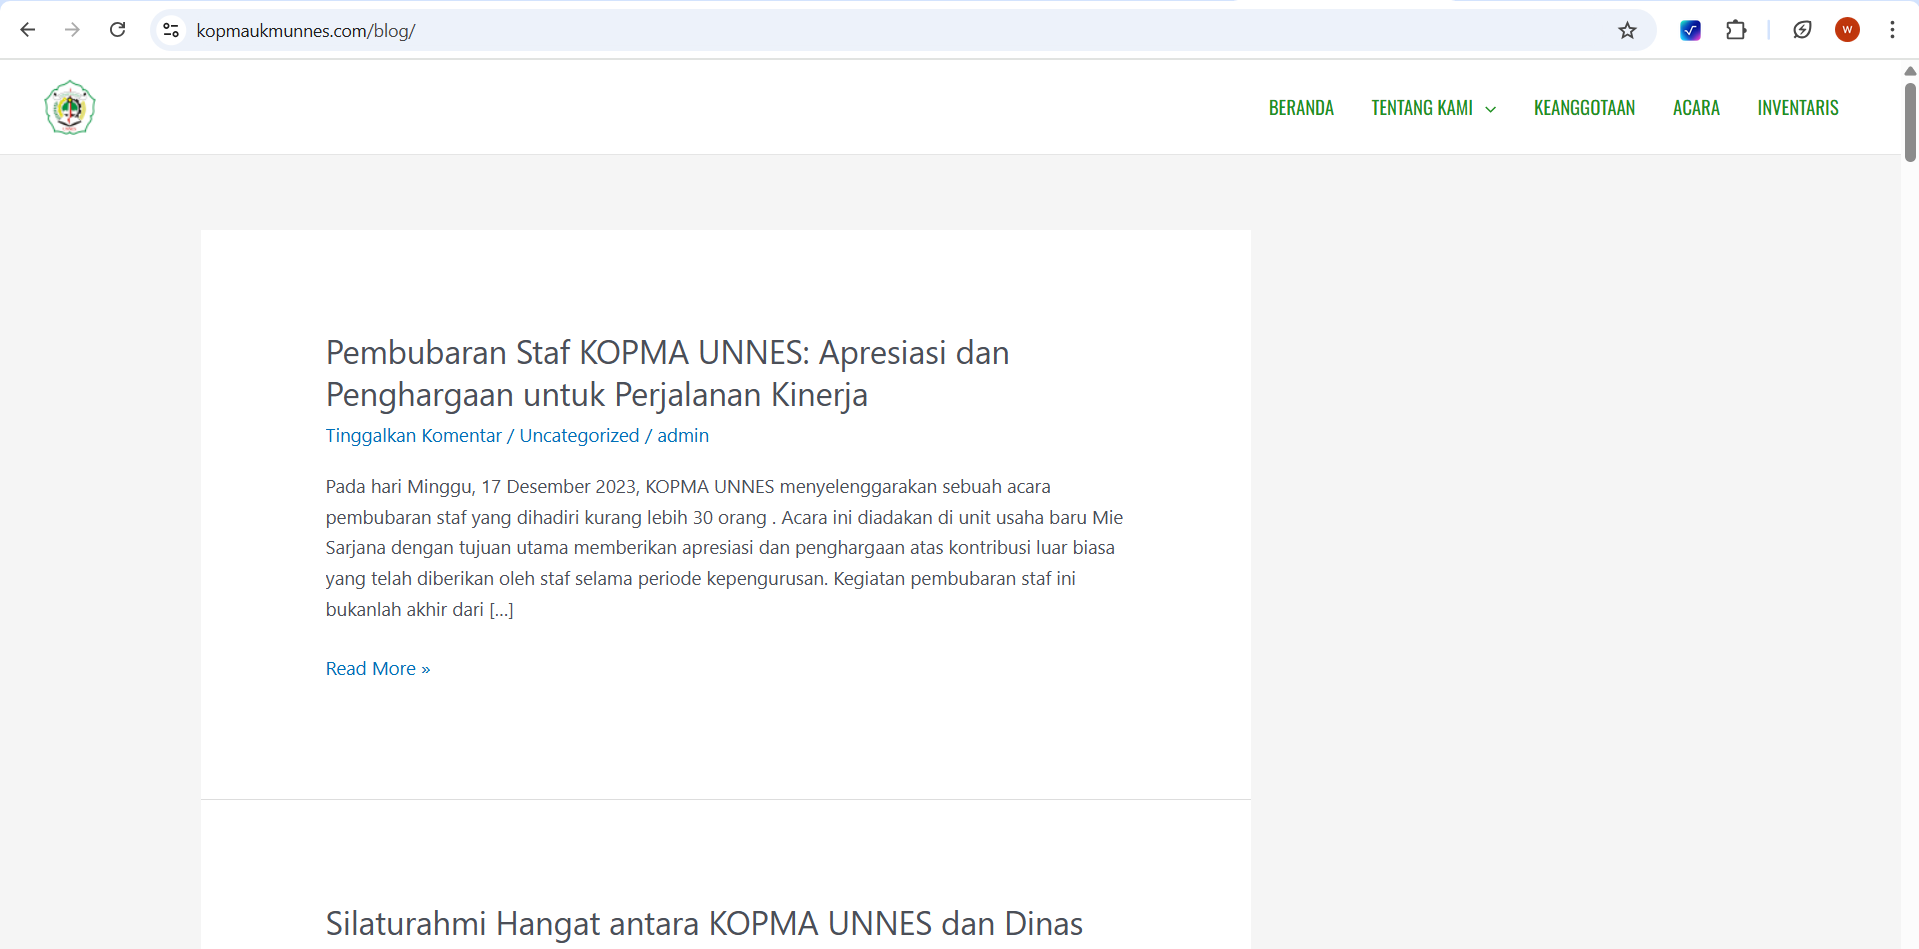 kopmaukmunnes.com/blog/
W
BERANDA TENTANG KAMI KEANGGOTAAN ACARA INVENTARIS
Pembubaran Staf KOPMA UNNES: Apresiasi dan
Penghargaan untuk Perjalanan Kinerja
Tinggalkan Komentar / Uncategorized / admin
Pada hari Minggu, 17 Desember 2023, KOPMA UNNES menyelenggarakan sebuah acara
pembubaran staf yang dihadiri kurang lebih 30 orang . Acara ini diadakan di unit usaha baru Mie
Sarjana dengan tujuan utama memberikan apresiasi dan penghargaan atas kontribusi luar biasa
yang telah diberikan oleh staf selama periode kepengurusan. Kegiatan pembubaran staf ini
bukanlah akhir dari […]
Read More »
Silaturahmi Hangat antara KOPMA UNNES dan Dinas